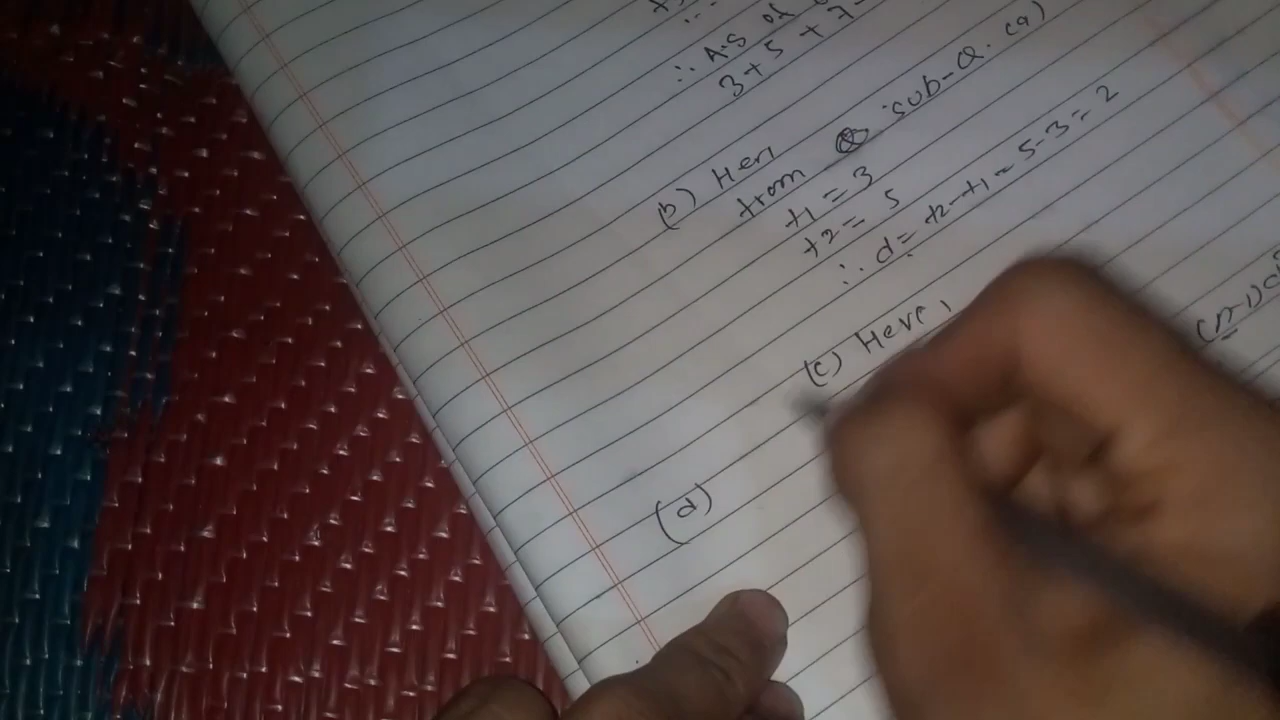 ∴ A.S of
3+5+7
(b) Here
from sub-Q. (a)
t1 = 3
t2 = 5
∴ d = t2-t1 = 5-3 = 2
(c) Here,
(n-1)d
(d)